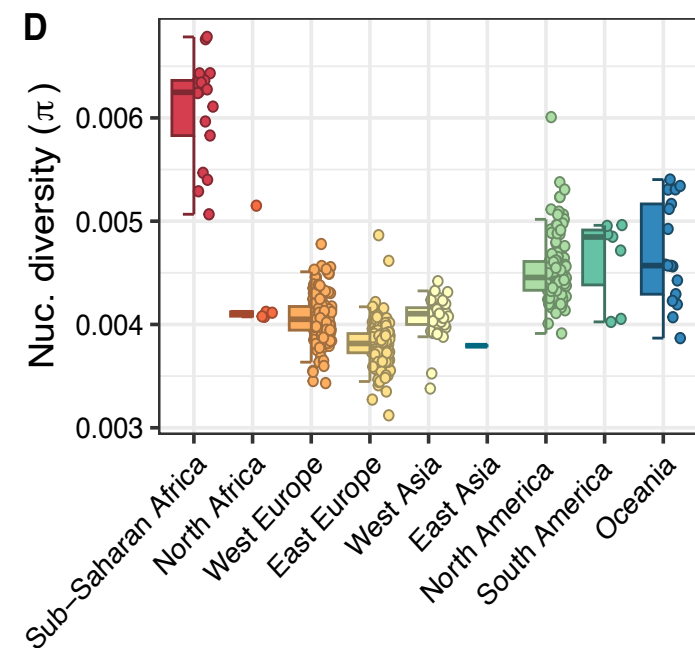 D
Nuc. diversity (π)
0.006
0.005
0.004
0.003
Sub−Saharan Africa
North Africa
West Europe
East Europe
West Asia
East Asia
North America
South America
Oceania